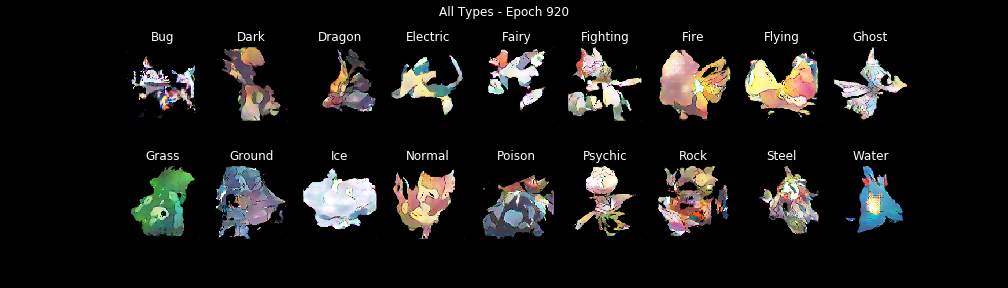 All Types - Epoch 920
Bug Dark Dragon Electric Fairy Fighting Fire Flying Ghost
Grass Ground Ice Normal Poison Psychic Rock Steel Water